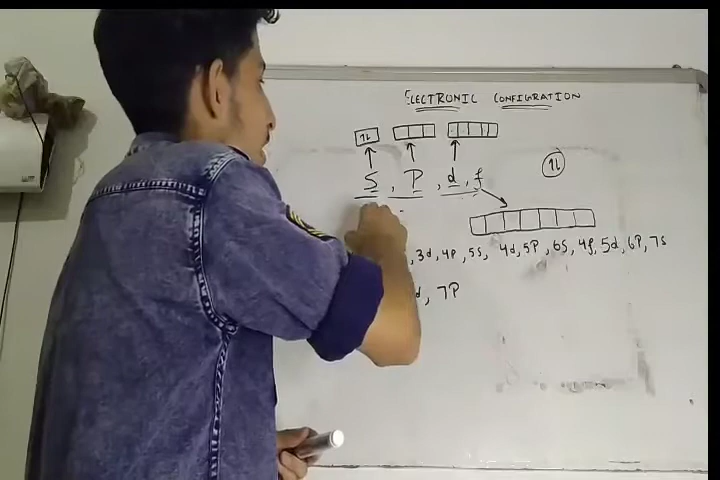 ELECTRONIC CONFIGRATION
1L
S, P, d, f
1L
, 3d, 4P, 5S, 4d, 5P, 6S, 4f, 5d, 6P, 7S
d, 7P